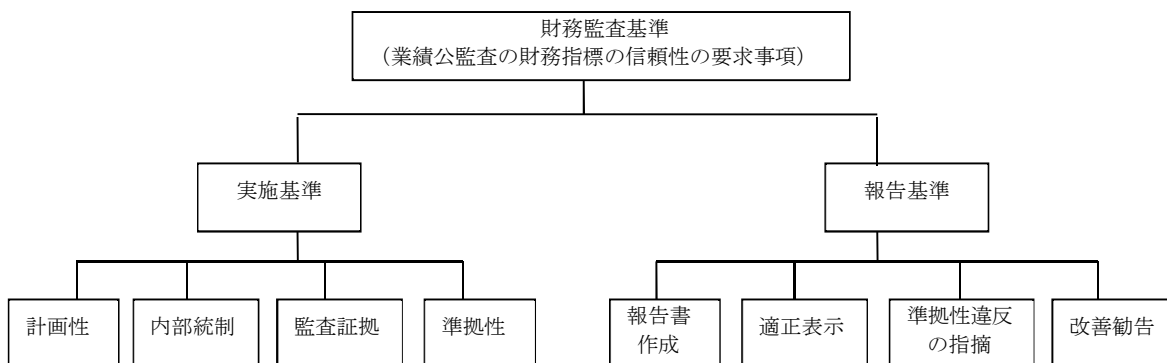 財務監査基準
（業績公監査の財務指標の信頼性の要求事項）
実施基準
報告基準
計画性
内部統制
監査証拠
準拠性
報告書
作成
適正表示
準拠性違反
の指摘
改善勧告